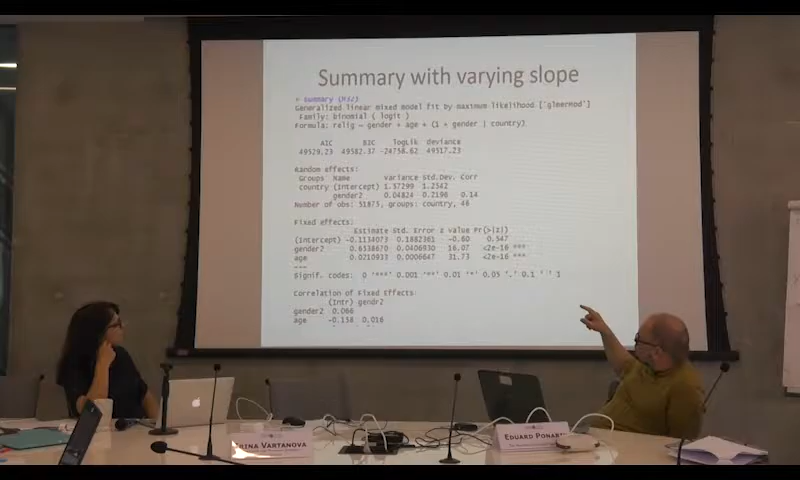 Summary with varying slope
> summary (M32)
Generalized linear mixed model fit by maximum likelihood ['glmerMod']
Family: binomial ( logit )
Formula: relig ~ gender + age + (1 + gender | country)
AIC BIC logLik deviance
49529.23 49582.37 -24758.62 49517.23
Random effects:
Groups Name Variance Std.Dev. Corr
country (Intercept) 1.57299 1.2542
gender2 0.04824 0.2196 0.14
Number of obs: 51875, groups: country, 46
Fixed effects:
Estimate Std. Error z value Pr(>|z|)
(Intercept) -0.1134073 0.1882361 -0.60 0.547
gender2 0.6538670 0.0406930 16.07 <2e-16 ***
age 0.0210933 0.0006647 31.73 <2e-16 ***
---
Signif. codes: 0 '***' 0.001 '**' 0.01 '*' 0.05 '.' 0.1 ' ' 1
Correlation of Fixed Effects:
(Intr) gendr2
gender2 0.066
age -0.158 0.016
RINA VARTANOVA
EDUARD PONAR